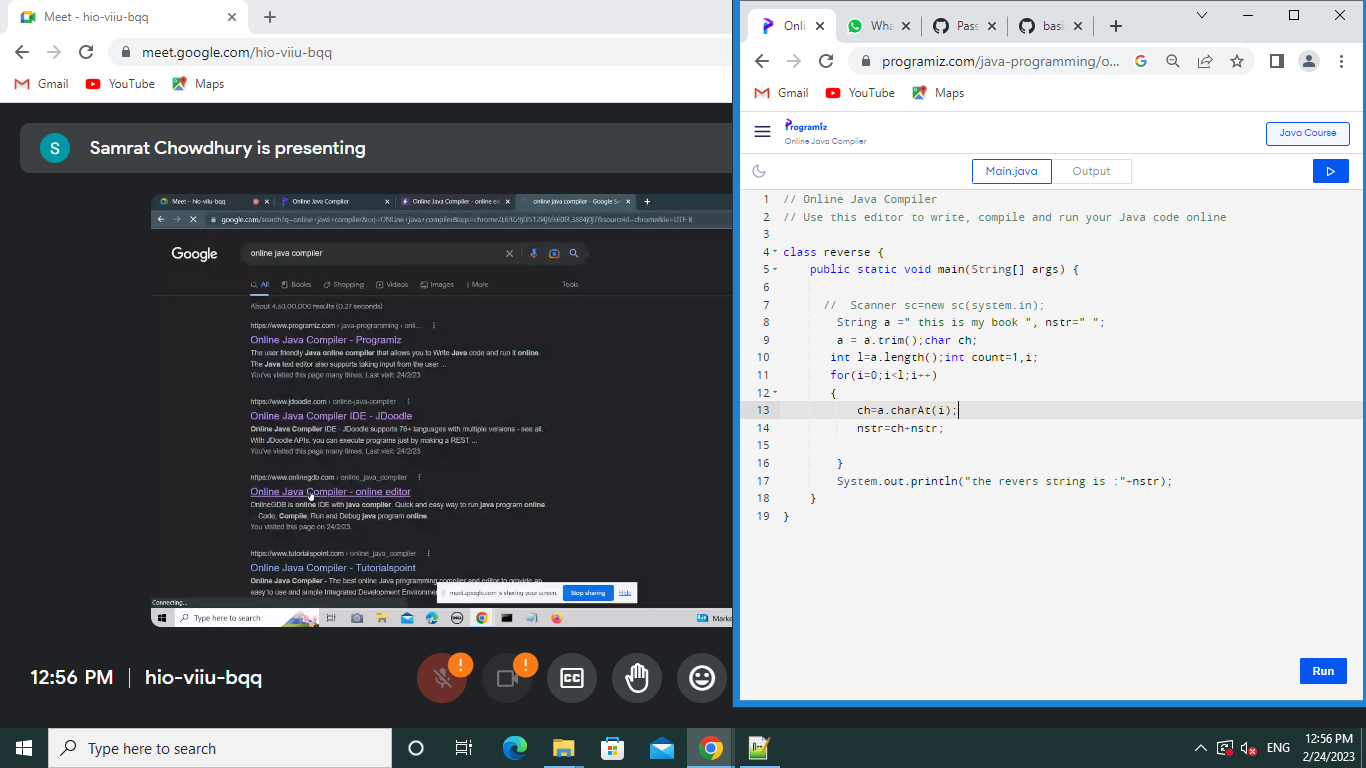 Meet - hio-viiu-bqq
meet.google.com/hio-viiu-bqq
Gmail YouTube Maps
S Samrat Chowdhury is presenting
Meet – hio-viiu-bqq Online Java Compiler Online Java Compiler - online edi online java compiler - Google S
Google online java compiler
All Books Shopping Videos Images More Tools
About 4,63,00,000 results (0.27 seconds)
https://www.programiz.com › java-programming › onli...
Online Java Compiler - Programiz
The user friendly Java online compiler that allows you to Write Java code and run it online.
The Java text editor also supports taking input from the user ...
You've visited this page many times. Last visit: 24/2/23
https://www.jdoodle.com › online-java-compiler
Online Java Compiler IDE - JDoodle
Online Java Compiler IDE · JDoodle supports 76+ languages with multiple versions - see all. ·
With JDoodle APIs, you can execute programs just by making a REST ...
You've visited this page many times. Last visit: 24/2/23
https://www.onlinegdb.com › online_java_compiler
Online Java Compiler - online editor
OnlineGDB is online IDE with java compiler. Quick and easy way to run java program online.
... Code, Compile, Run and Debug java program online.
You visited this page on 24/2/23.
https://www.tutorialspoint.com › online_java_compiler
Online Java Compiler - Tutorialspoint
Online Java Compiler - The best online Java programming compiler and editor to provide an
easy to use and simple Integrated Development Environme
meet.google.com is sharing your screen. Stop sharing Hide
Connecting...
Type here to search Marke
12:56 PM | hio-viiu-bqq
Onli Wha Pass basi
programiz.com/java-programming/o...
Gmail YouTube Maps
Programiz
Online Java Compiler
Java Course
Main.java Output
1 // Online Java Compiler
2 // Use this editor to write, compile and run your Java code online
3
4 class reverse {
5 public static void main(String[] args) {
6
7 // Scanner sc=new sc(system.in);
8 String a =" this is my book ", nstr=" ";
9 a = a.trim();char ch;
10 int l=a.length();int count=1,i;
11 for(i=0;i<l;i++)
12 {
13 ch=a.charAt(i);
14 nstr=ch+nstr;
15
16 }
17 System.out.println("the revers string is :"+nstr);
18 }
19 }
Run
Type here to search
ENG
12:56 PM
2/24/2023